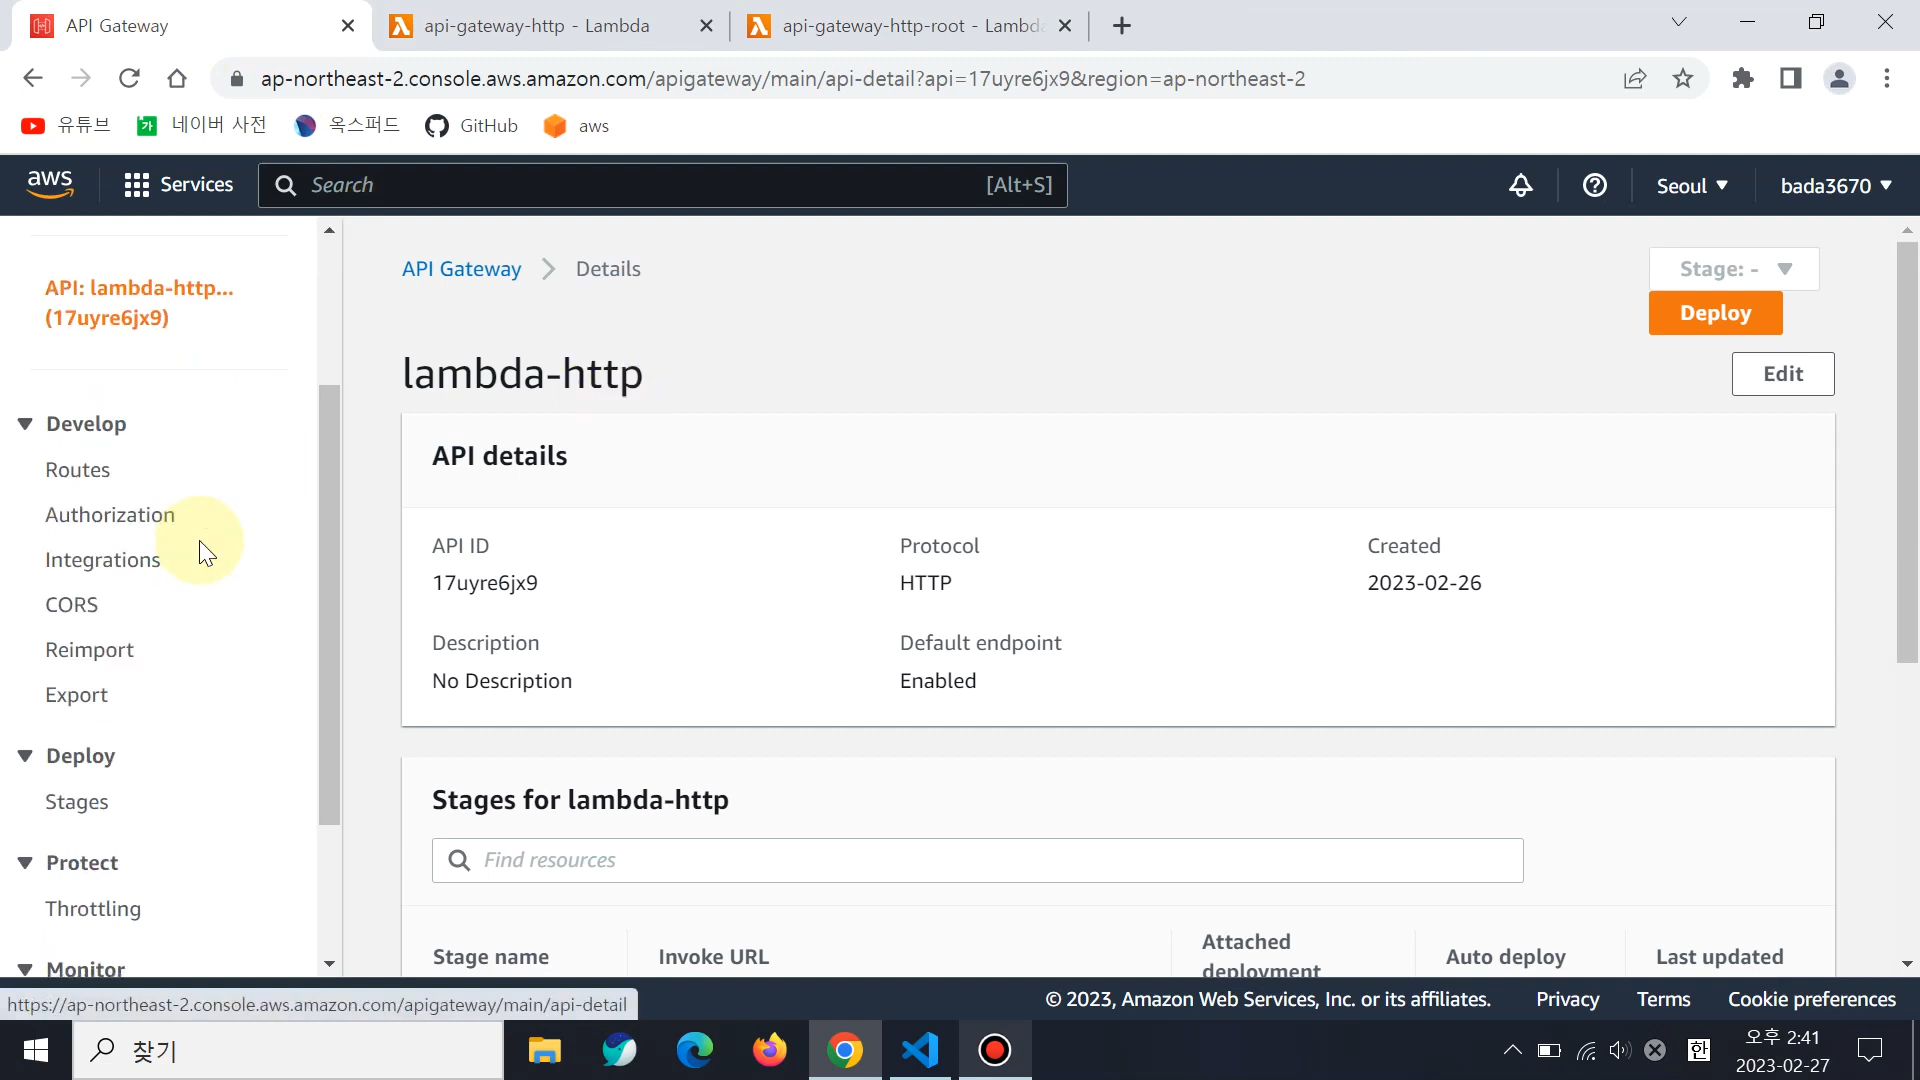 API Gateway
api-gateway-http - Lambda
api-gateway-http-root - Lambda
ap-northeast-2.console.aws.amazon.com/apigateway/main/api-detail?api=17uyre6jx9&region=ap-northeast-2
유튜브
네이버 사전
옥스퍼드
GitHub
aws
aws
Services
Search
[Alt+S]
Seoul
bada3670
API: lambda-http...
(17uyre6jx9)
Develop
Routes
Authorization
Integrations
CORS
Reimport
Export
Deploy
Stages
Protect
Throttling
Monitor
API Gateway
Details
Stage: -
Deploy
lambda-http
Edit
API details
API ID
17uyre6jx9
Protocol
HTTP
Created
2023-02-26
Description
No Description
Default endpoint
Enabled
Stages for lambda-http
Find resources
Stage name
Invoke URL
Attached
deployment
Auto deploy
Last updated
https://ap-northeast-2.console.aws.amazon.com/apigateway/main/api-detail
© 2023, Amazon Web Services, Inc. or its affiliates.
Privacy
Terms
Cookie preferences
찾기
한
오후 2:41
2023-02-27